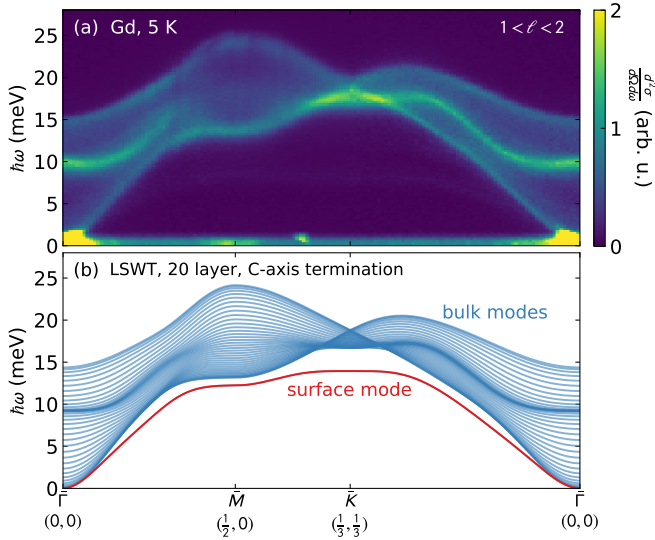 (a) Gd, 5 K
1 < ℓ < 2
25
20
15
10
5
0
ħω (meV)
2
1
0
d²σ/dΩdω (arb. u.)
(b) LSWT, 20 layer, C-axis termination
bulk modes
surface mode
25
20
15
10
5
0
ħω (meV)
Γ̄ M̄ K̄ Γ̄
(0, 0) (½, 0) (⅓, ⅓) (0, 0)